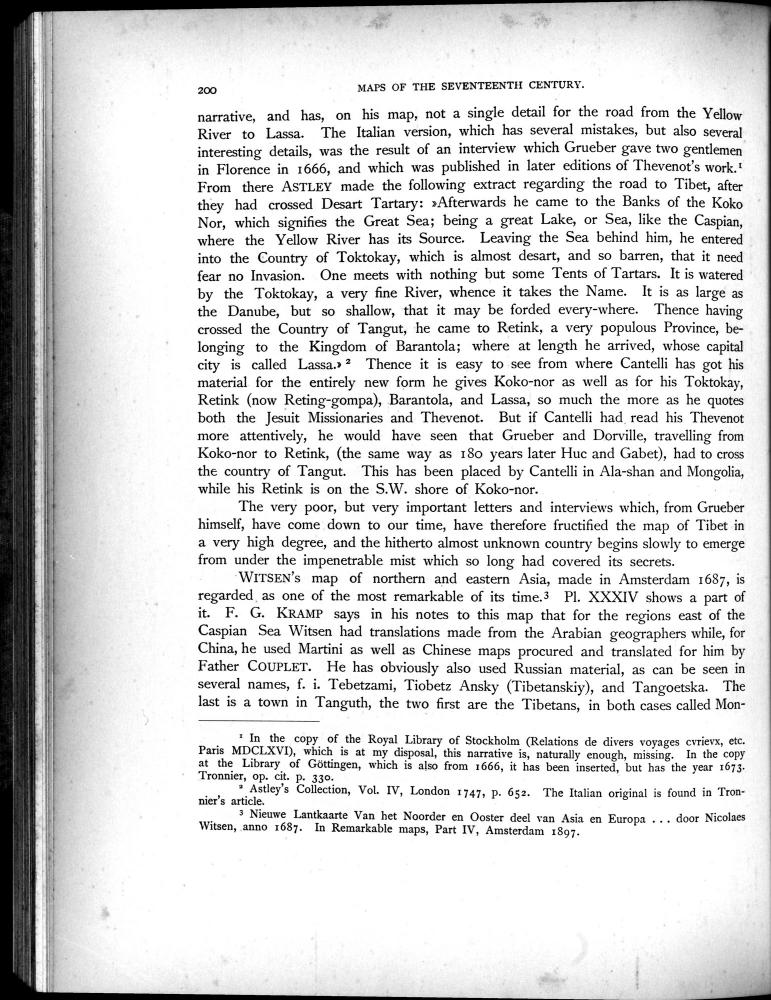 200
MAPS OF THE SEVENTEENTH CENTURY.
narrative, and has, on his map, not a single detail for the road from the Yellow
River to Lassa. The Italian version, which has several mistakes, but also several
interesting details, was the result of an interview which Grueber gave two gentlemen
in Florence in 1666, and which was published in later editions of Thevenot's work.¹
From there ASTLEY made the following extract regarding the road to Tibet, after
they had crossed Desart Tartary: »Afterwards he came to the Banks of the Koko
Nor, which signifies the Great Sea; being a great Lake, or Sea, like the Caspian,
where the Yellow River has its Source. Leaving the Sea behind him, he entered
into the Country of Toktokay, which is almost desart, and so barren, that it need
fear no Invasion. One meets with nothing but some Tents of Tartars. It is watered
by the Toktokay, a very fine River, whence it takes the Name. It is as large as
the Danube, but so shallow, that it may be forded every-where. Thence having
crossed the Country of Tangut, he came to Retink, a very populous Province, be-
longing to the Kingdom of Barantola; where at length he arrived, whose capital
city is called Lassa.» ² Thence it is easy to see from where Cantelli has got his
material for the entirely new form he gives Koko-nor as well as for his Toktokay,
Retink (now Reting-gompa), Barantola, and Lassa, so much the more as he quotes
both the Jesuit Missionaries and Thevenot. But if Cantelli had read his Thevenot
more attentively, he would have seen that Grueber and Dorville, travelling from
Koko-nor to Retink, (the same way as 180 years later Huc and Gabet), had to cross
the country of Tangut. This has been placed by Cantelli in Ala-shan and Mongolia,
while his Retink is on the S.W. shore of Koko-nor.
The very poor, but very important letters and interviews which, from Grueber
himself, have come down to our time, have therefore fructified the map of Tibet in
a very high degree, and the hitherto almost unknown country begins slowly to emerge
from under the impenetrable mist which so long had covered its secrets.
WITSEN's map of northern and eastern Asia, made in Amsterdam 1687, is
regarded as one of the most remarkable of its time.³ Pl. XXXIV shows a part of
it. F. G. KRAMP says in his notes to this map that for the regions east of the
Caspian Sea Witsen had translations made from the Arabian geographers while, for
China, he used Martini as well as Chinese maps procured and translated for him by
Father COUPLET. He has obviously also used Russian material, as can be seen in
several names, f. i. Tebetzami, Tiobetz Ansky (Tibetanskiy), and Tangoetska. The
last is a town in Tanguth, the two first are the Tibetans, in both cases called Mon-
¹ In the copy of the Royal Library of Stockholm (Relations de divers voyages cvrievx, etc.
Paris MDCLXVI), which is at my disposal, this narrative is, naturally enough, missing. In the copy
at the Library of Göttingen, which is also from 1666, it has been inserted, but has the year 1673.
Tronnier, op. cit. p. 330.
² Astley's Collection, Vol. IV, London 1747, p. 652. The Italian original is found in Tron-
nier's article.
³ Nieuwe Lantkaarte Van het Noorder en Ooster deel van Asia en Europa . . . door Nicolaes
Witsen, anno 1687. In Remarkable maps, Part IV, Amsterdam 1897.